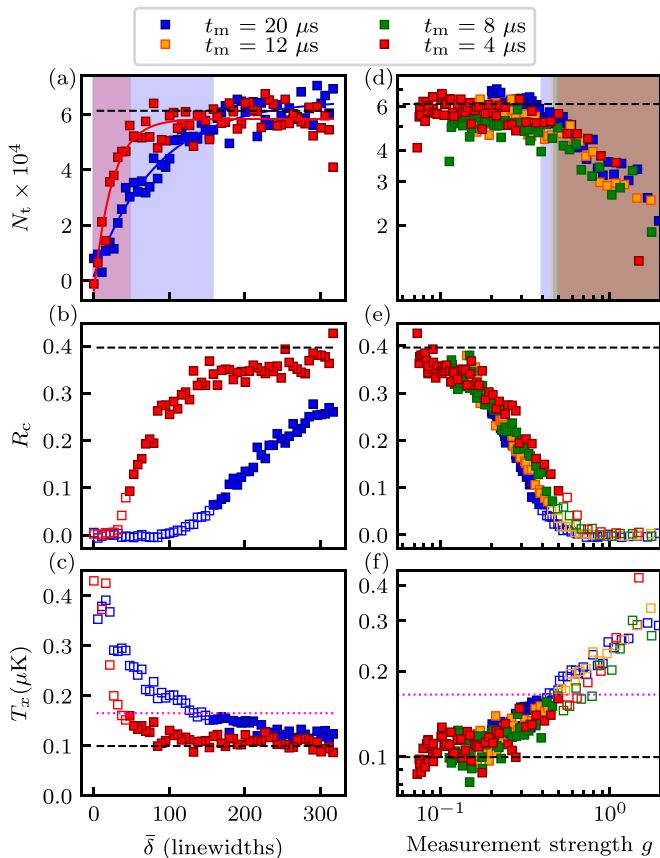 t_m = 20 μs
t_m = 8 μs
t_m = 12 μs
t_m = 4 μs
(a)
(d)
N_t × 10^4
6
4
2
0
6
4
3
2
(b)
(e)
R_c
0.4
0.3
0.2
0.1
0.0
(c)
(f)
T_x (μK)
0.4
0.3
0.2
0.1
0.0
0.4
0.3
0.2
0.1
0 100 200 300
10^−1 10^0
δ̄ (linewidths)
Measurement strength g